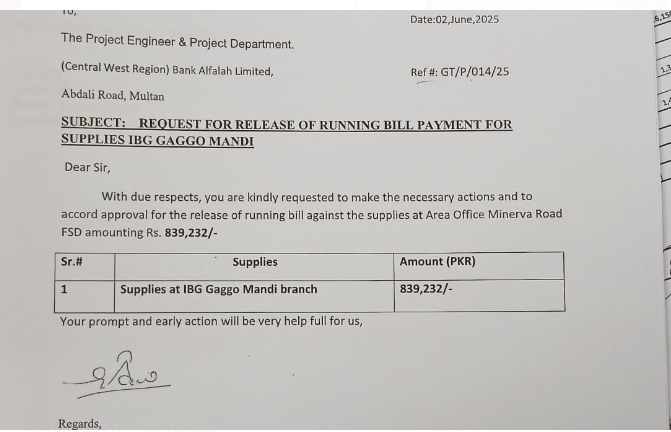 To,
Date:02,June,2025
The Project Engineer & Project Department.
(Central West Region) Bank Alfalah Limited,
Ref #: GT/P/014/25
Abdali Road, Multan
SUBJECT: REQUEST FOR RELEASE OF RUNNING BILL PAYMENT FOR
SUPPLIES IBG GAGGO MANDI
Dear Sir,
With due respects, you are kindly requested to make the necessary actions and to
accord approval for the release of running bill against the supplies at Area Office Minerva Road
FSD amounting Rs. 839,232/-
Sr.# Supplies Amount (PKR)
1 Supplies at IBG Gaggo Mandi branch 839,232/-
Your prompt and early action will be very help full for us,
Regards,